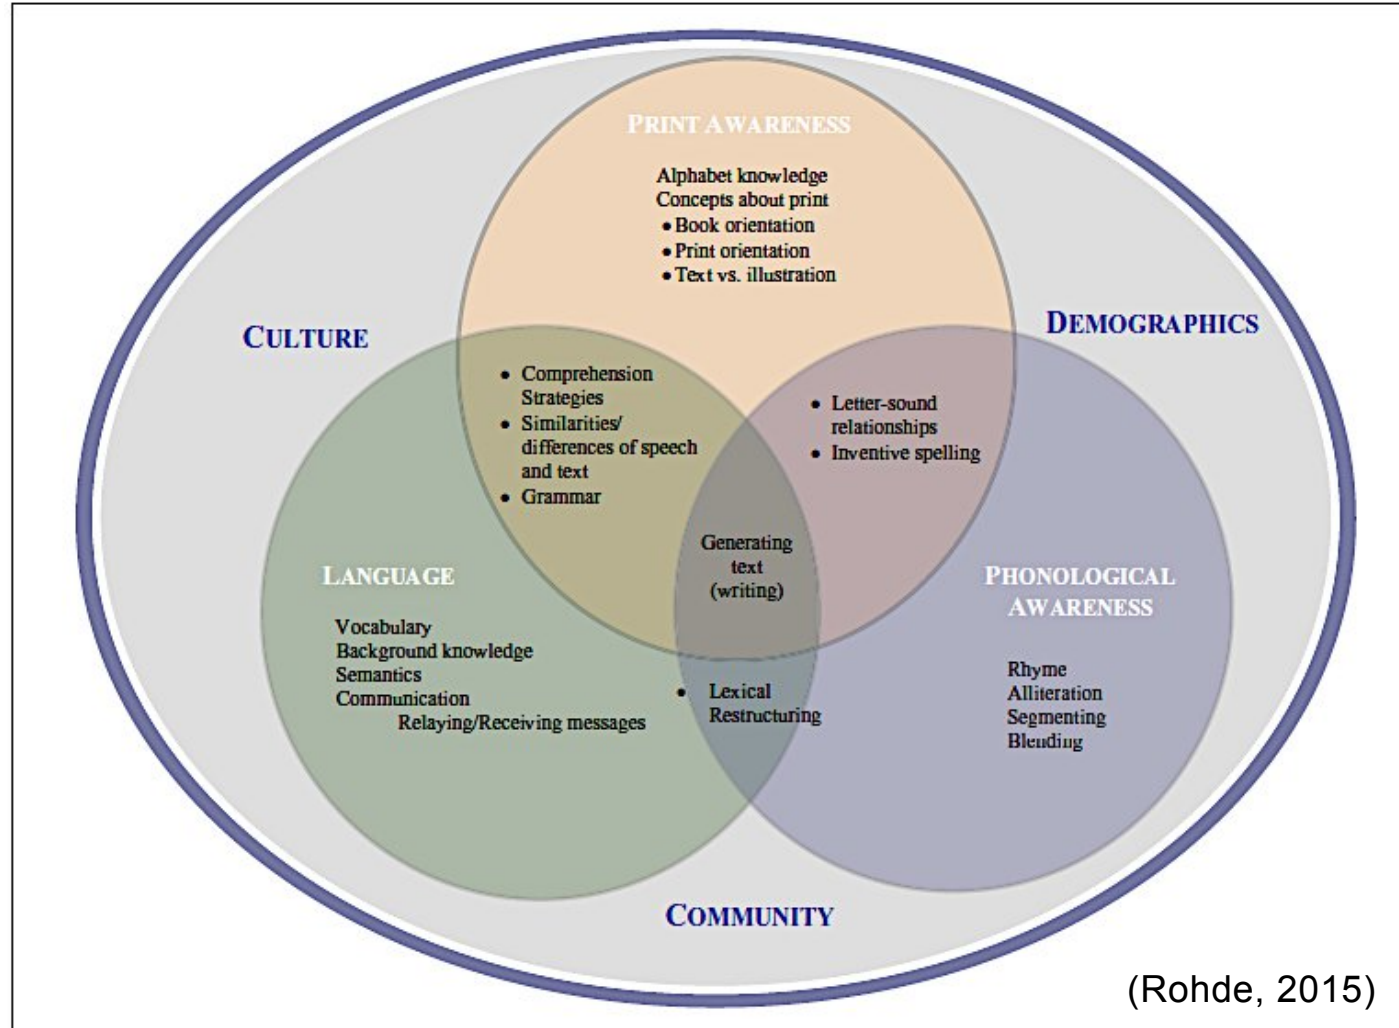 PRINT AWARENESS
Alphabet knowledge
Concepts about print
• Book orientation
• Print orientation
• Text vs. illustration
CULTURE
DEMOGRAPHICS
• Comprehension
Strategies
• Similarities/
differences of speech
and text
• Grammar
• Letter-sound
relationships
• Inventive spelling
Generating
text
(writing)
LANGUAGE
Vocabulary
Background knowledge
Semantics
Communication
Relaying/Receiving messages
PHONOLOGICAL
AWARENESS
Rhyme
Alliteration
Segmenting
Blending
• Lexical
Restructuring
COMMUNITY
(Rohde, 2015)